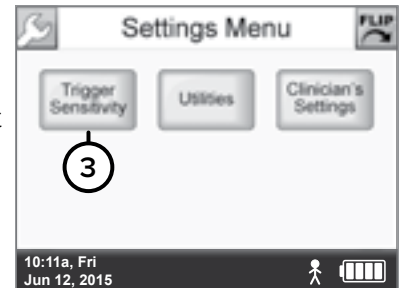 Settings Menu
FLIP
Trigger
Sensitivity
Utilities
Clinician's
Settings
3
10:11a, Fri
Jun 12, 2015